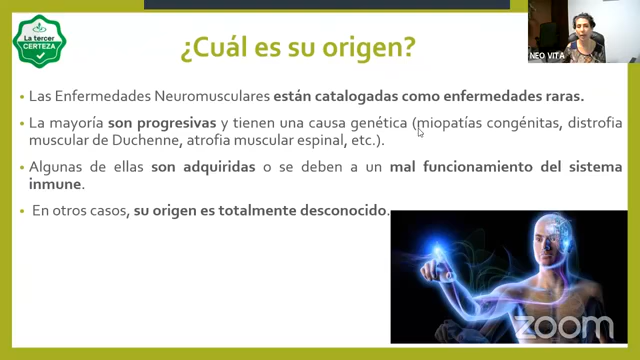 La tercer
CERTEZA
¿Cuál es su origen?
NEO VITA
• Las Enfermedades Neuromusculares están catalogadas como enfermedades raras.
• La mayoría son progresivas y tienen una causa genética (miopatías congénitas, distrofia
muscular de Duchenne, atrofia muscular espinal, etc.).
• Algunas de ellas son adquiridas o se deben a un mal funcionamiento del sistema
inmune.
• En otros casos, su origen es totalmente desconocido.
zoom